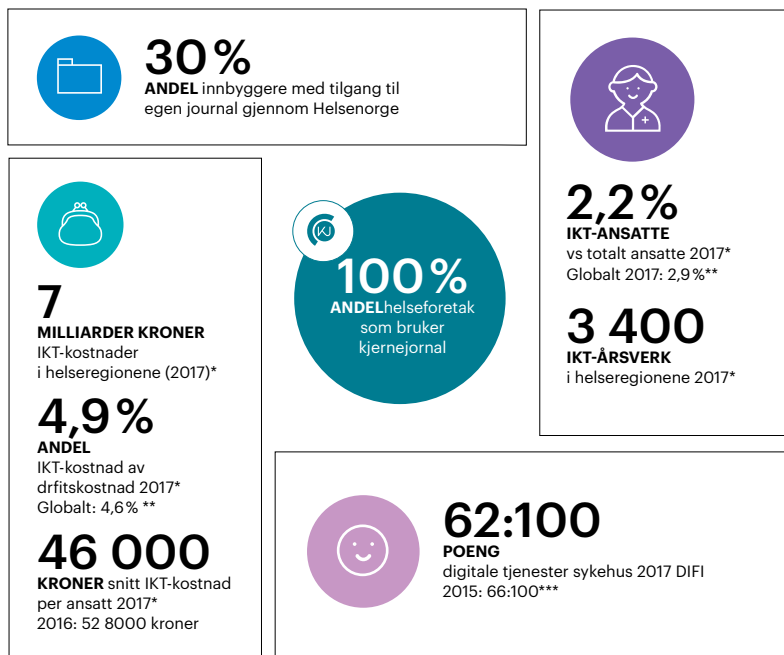 30 %
ANDEL innbyggere med tilgang til
egen journal gjennom Helsenorge
2,2 %
IKT-ANSATTE
vs totalt ansatte 2017*
Globalt 2017: 2,9 %**
3 400
IKT-ÅRSVERK
i helseregionene 2017*
7
MILLIARDER KRONER
IKT-kostnader
i helseregionene (2017)*
4,9 %
ANDEL
IKT-kostnad av
drfitskostnad 2017*
Globalt: 4,6 % **
46 000
KRONER snitt IKT-kostnad
per ansatt 2017*
2016: 52 8000 kroner
KJ
100 %
ANDEL helseforetak
som bruker
kjernejornal
62:100
POENG
digitale tjenester sykehus 2017 DIFI
2015: 66:100***